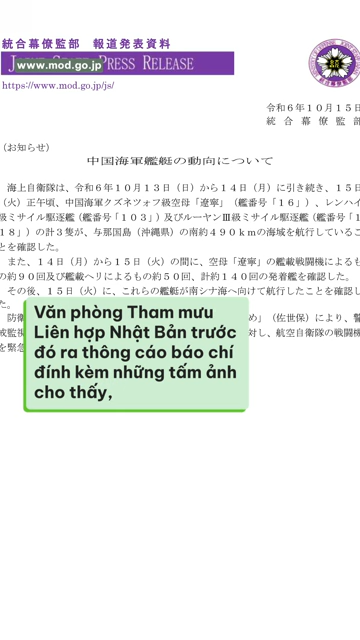 統合幕僚監部 報道発表資料
JOINT STAFF PRESS RELEASE
www.mod.go.jp
https://www.mod.go.jp/js/
令和６年１０月１５日
統合幕僚監部
（お知らせ）
中国海軍艦艇の動向について
海上自衛隊は、令和６年１０月１３日（日）から１４日（月）に引き続き、１５日
（火）正午頃、中国海軍クズネツォフ級空母「遼寧」（艦番号「１６」）、レンハイ
級ミサイル駆逐艦（艦番号「１０３」）及びルーヤンⅢ級ミサイル駆逐艦（艦番号「１
１８」）の計３隻が、与那国島（沖縄県）の南約４９０ｋｍの海域を航行しているこ
とを確認した。
また、１４日（月）から１５日（火）の間に、空母「遼寧」の艦載戦闘機によるも
の約９０回及び艦載ヘリによるもの約５０回、計約１４０回の発着艦を確認した。
その後、１５日（火）に、これらの艦艇が南シナ海へ向けて航行したことを確認し
た。
防衛
め」（佐世保）により、警
戒監視
対し、航空自衛隊の戦闘機
を緊急
Văn phòng Tham mưu
Liên hợp Nhật Bản trước
đó ra thông cáo báo chí
đính kèm những tấm ảnh
cho thấy,